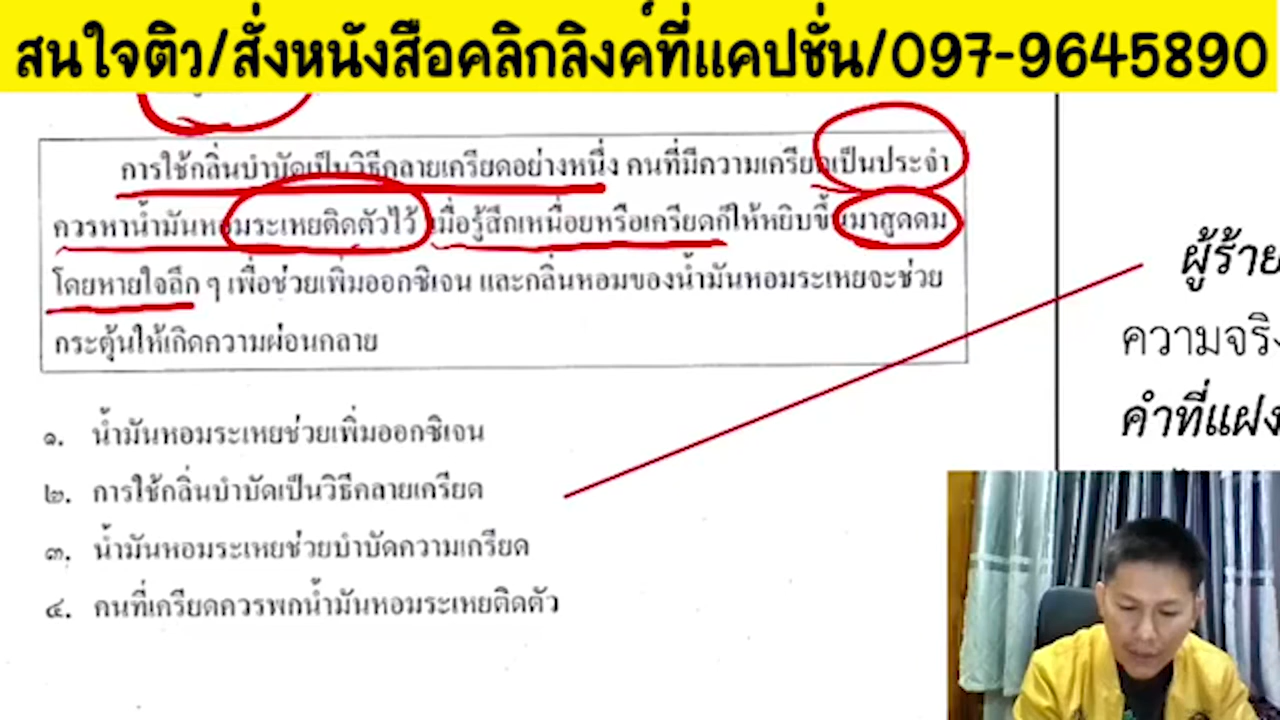 สนใจติว/สั่งหนังสือคลิกลิงค์ที่แคปชั่น/097-9645890
การใช้กลิ่นบำบัดเป็นวิธีคลายเครียดอย่างหนึ่ง คนที่มีความเครียดเป็นประจำ
ควรหาน้ำมันหอมระเหยติดตัวไว้ เมื่อรู้สึกเหนื่อยหรือเครียดก็ให้หยิบขึ้นมาสูดดม
โดยหายใจลึก ๆ เพื่อช่วยเพิ่มออกซิเจน และกลิ่นหอมของน้ำมันหอมระเหยจะช่วย
กระตุ้นให้เกิดความผ่อนคลาย
๑. น้ำมันหอมระเหยช่วยเพิ่มออกซิเจน
๒. การใช้กลิ่นบำบัดเป็นวิธีคลายเครียด
๓. น้ำมันหอมระเหยช่วยบำบัดความเครียด
๔. คนที่เครียดควรพกน้ำมันหอมระเหยติดตัว
ผู้ร้าย
ความจริง
คำที่แฝง